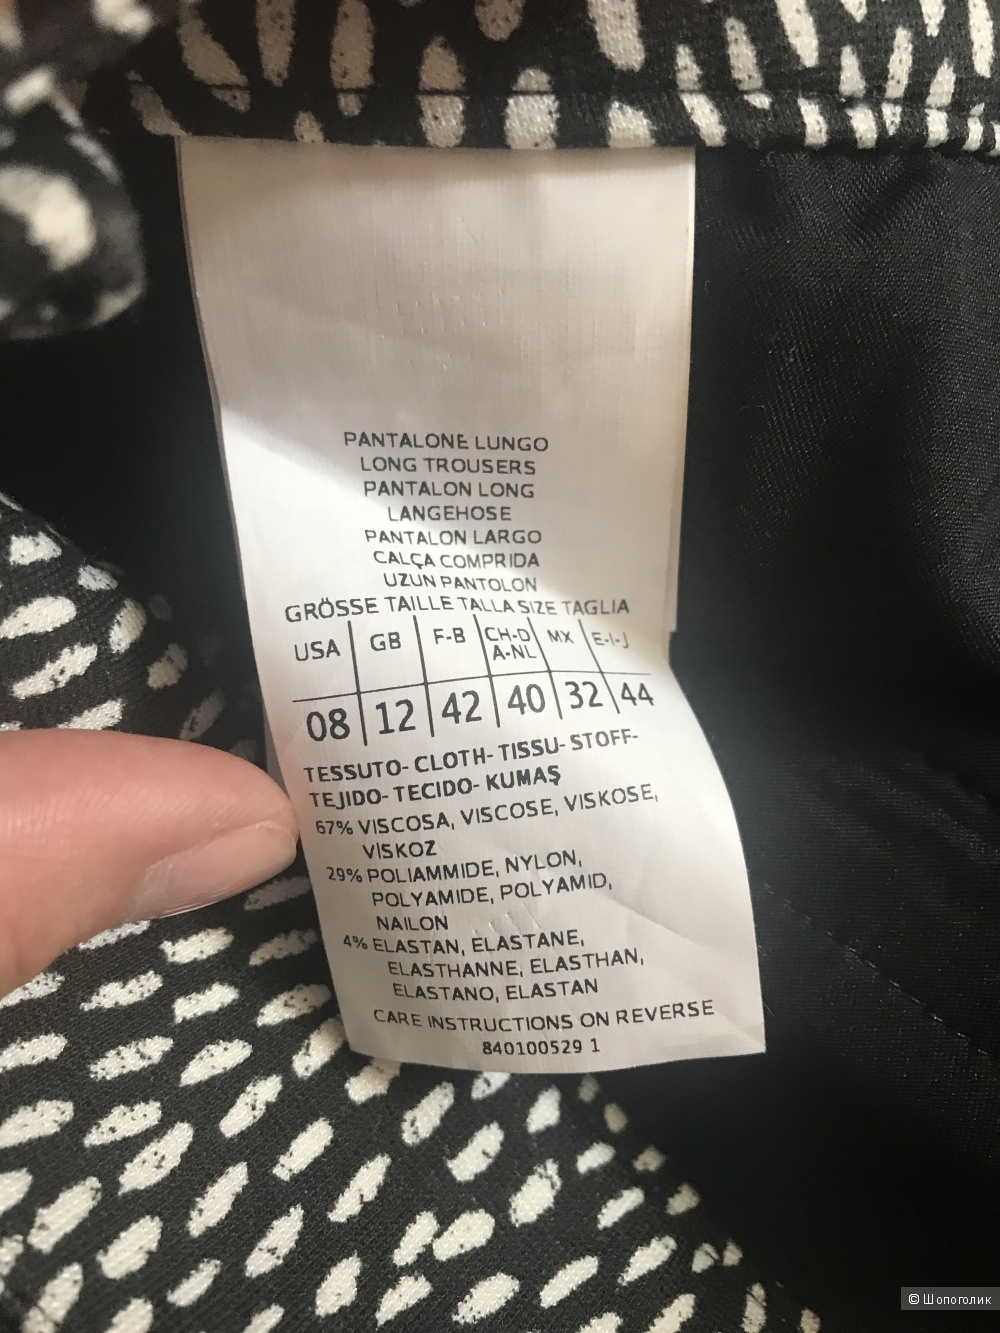 PANTALONE LUNGO
LONG TROUSERS
PANTALON LONG
LANGEHOSE
PANTALON LARGO
CALÇA COMPRIDA
UZUN PANTOLON
GRÖSSE TAILLE TALLA SIZE TAGLIA
USA GB F-B CH-D A-NL MX E-I-J
08 12 42 40 32 44
TESSUTO- CLOTH- TISSU- STOFF-
TEJIDO- TECIDO- KUMAŞ
67% VISCOSA, VISCOSE, VISKOSE,
VISKOZ
29% POLIAMMIDE, NYLON,
POLYAMIDE, POLYAMID,
NAILON
4% ELASTAN, ELASTANE,
ELASTHANNE, ELASTHAN,
ELASTANO, ELASTAN
CARE INSTRUCTIONS ON REVERSE
840100529 1
© Шопоголик